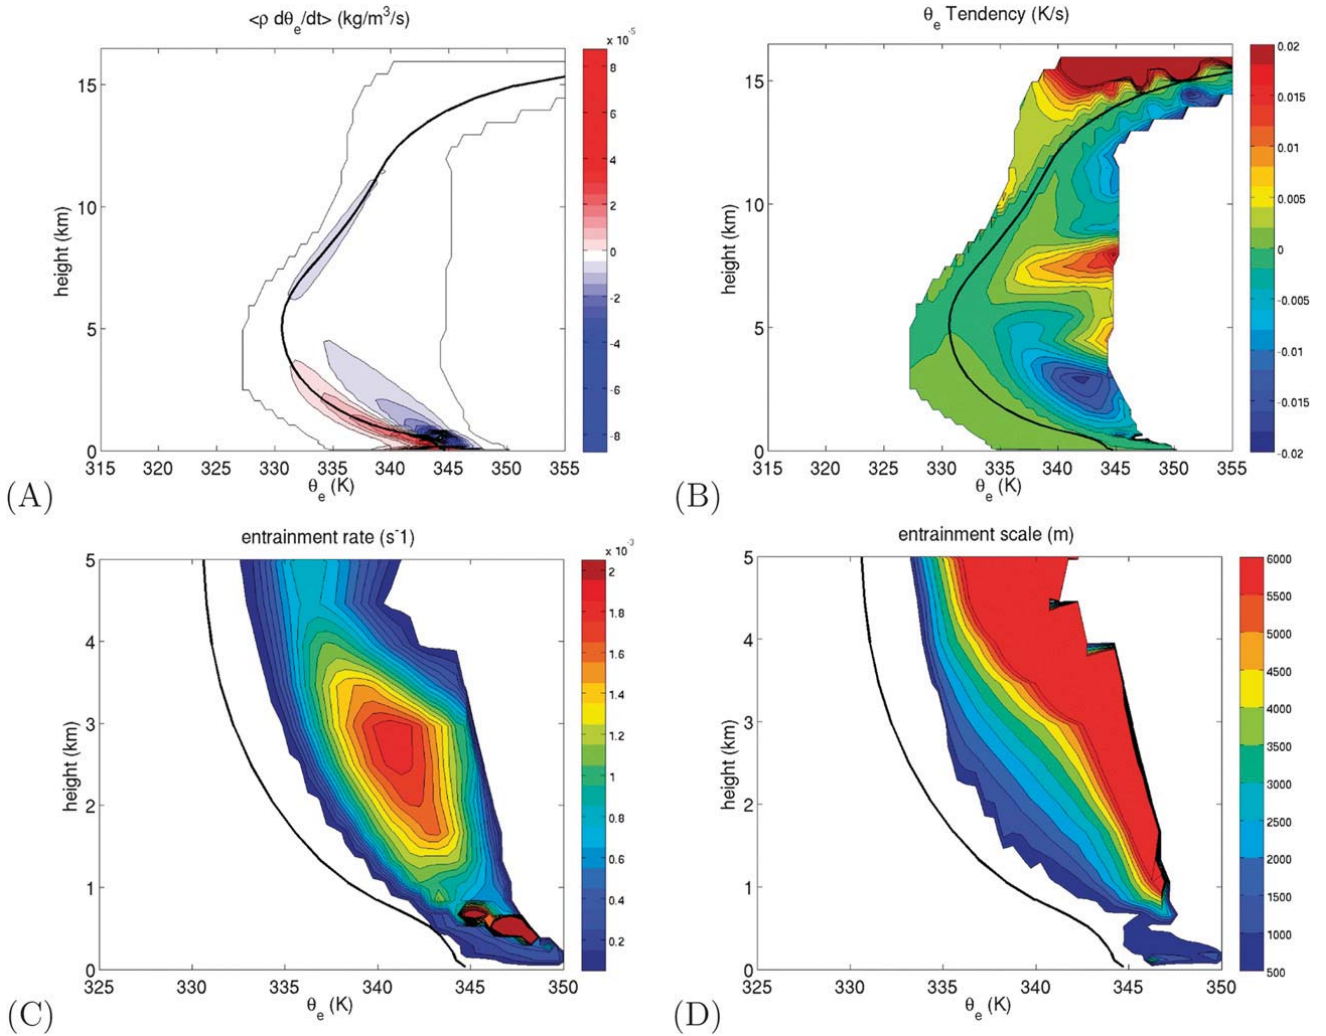 <ρ dθe/dt> (kg/m³/s)
x 10⁻⁵
15
10
5
0
height (km)
315 320 325 330 335 340 345 350 355
θe (K)
8
6
4
2
0
-2
-4
-6
-8
(A)
θe Tendency (K/s)
15
10
5
0
height (km)
315 320 325 330 335 340 345 350 355
θe (K)
0.02
0.015
0.01
0.005
0
-0.005
-0.01
-0.015
-0.02
(B)
entrainment rate (s⁻1)
x 10⁻³
5
4
3
2
1
0
height (km)
325 330 335 340 345 350
θe (K)
2
1.8
1.6
1.4
1.2
1
0.8
0.6
0.4
0.2
(C)
entrainment scale (m)
5
4
3
2
1
0
height (km)
325 330 335 340 345 350
θe (K)
6000
5000
4500
4000
3500
3000
2500
2000
1500
1000
500
(D)